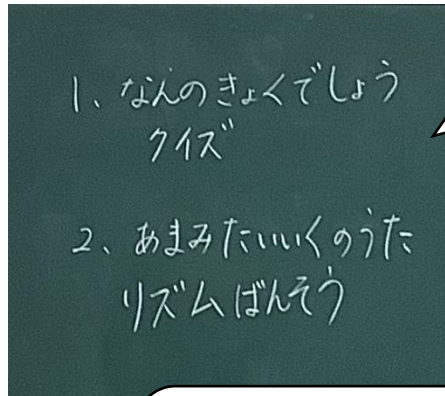 1、なんのきょくでしょう
クイズ
2、あまみたいいくのうた
リズムばんそう